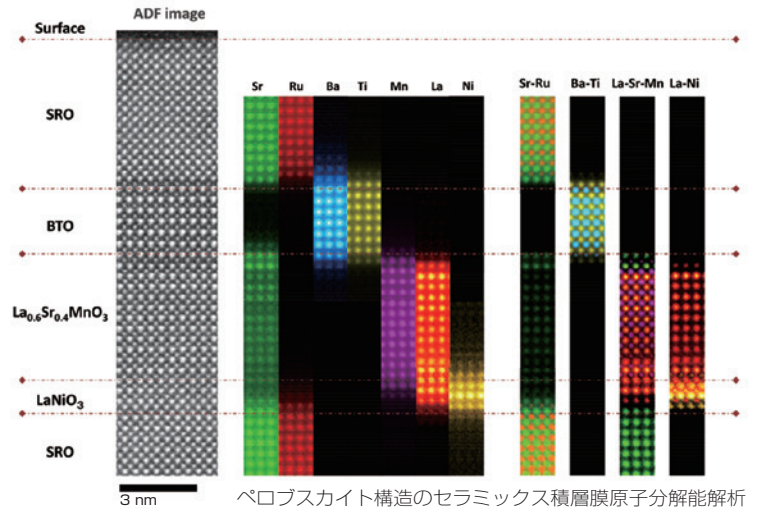 ADF image
Surface
Sr Ru Ba Ti Mn La Ni
Sr-Ru Ba-Ti La-Sr-Mn La-Ni
SRO
BTO
La₀.₆Sr₀.₄MnO₃
LaNiO₃
SRO
3 nm
ペロブスカイト構造のセラミックス積層膜原子分解能解析